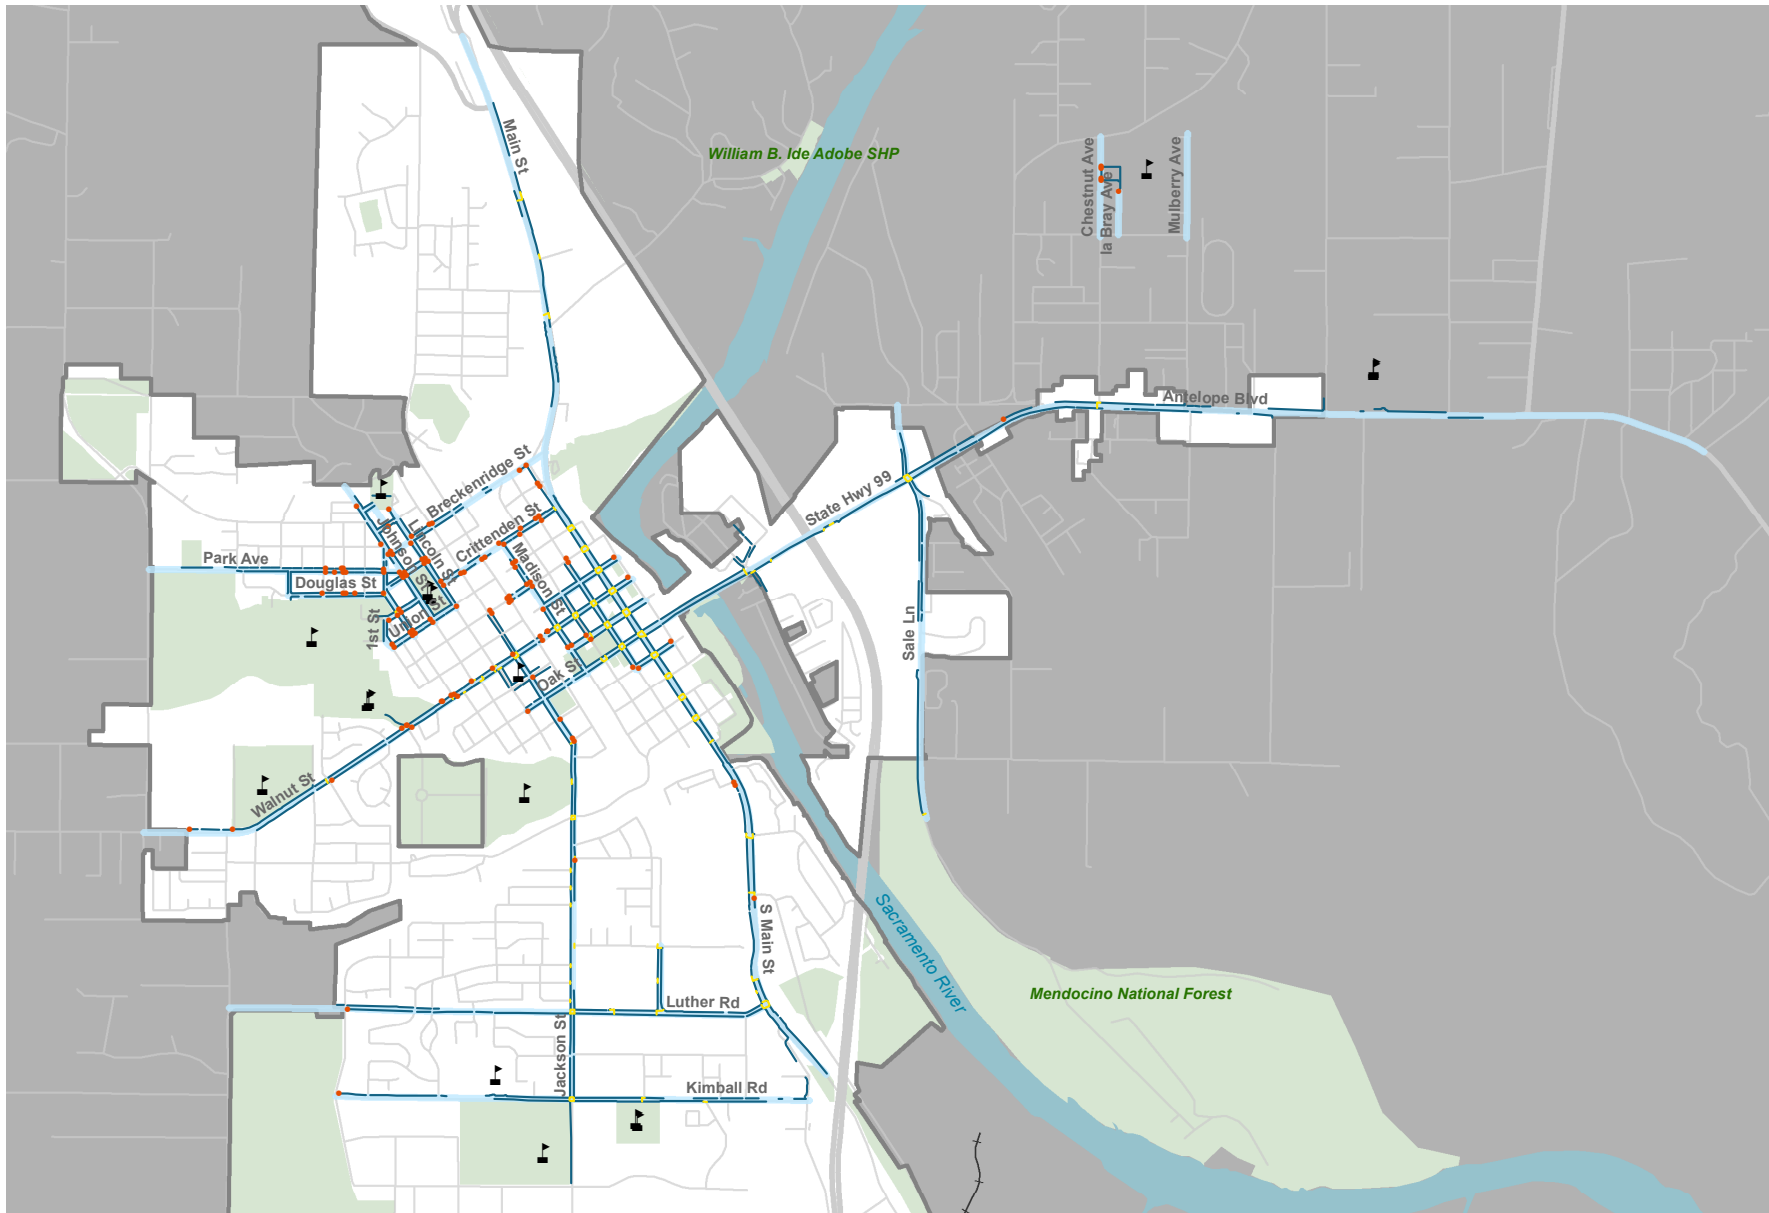 Main St
William B. Ide Adobe SHP
Chestnut Ave
la Bray Ave
Mulberry Ave
Antelope Blvd
Breckenridge St
State Hwy 99
Crittenden St
Lincoln St
Johnson St
Madison St
Park Ave
Douglas St
Union St
1st St
Oak St
Sale Ln
Walnut St
S Main St
Sacramento River
Mendocino National Forest
Luther Rd
Jackson St
Kimball Rd